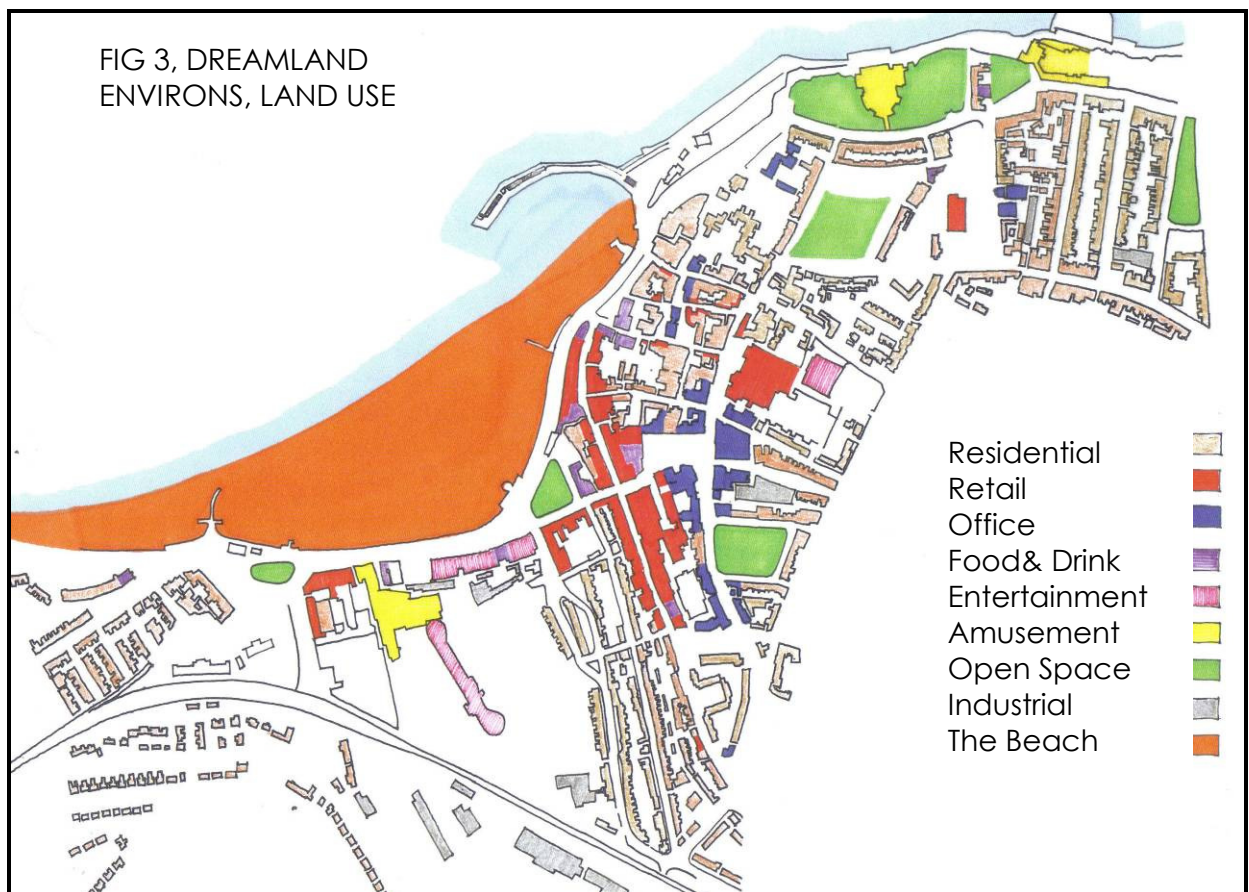 FIG 3, DREAMLAND
ENVIRONS, LAND USE
Residential
Retail
Office
Food& Drink
Entertainment
Amusement
Open Space
Industrial
The Beach